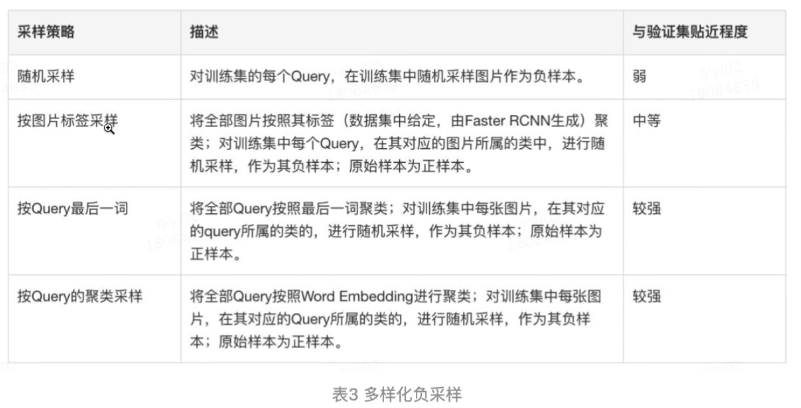 采样策略 描述 与验证集贴近程度
随机采样 对训练集的每个Query，在训练集中随机采样图片作为负样本。 弱
按图片标签采样 将全部图片按照其标签（数据集中给定，由Faster RCNN生成）聚 中等
类；对训练集中每个Query，在其对应的图片所属的类中，进行随
机采样，作为其负样本；原始样本为正样本。
按Query最后一词 将全部Query按照最后一词聚类；对训练集中每张图片，在其对应 较强
的query所属的类的，进行随机采样，作为其负样本；原始样本为
正样本。
按Query的聚类采样 将全部Query按照Word Embedding进行聚类；对训练集中每张图 较强
片，在其对应的Query所属的类的，进行随机采样，作为其负样
本；原始样本为正样本。
表3 多样化负采样